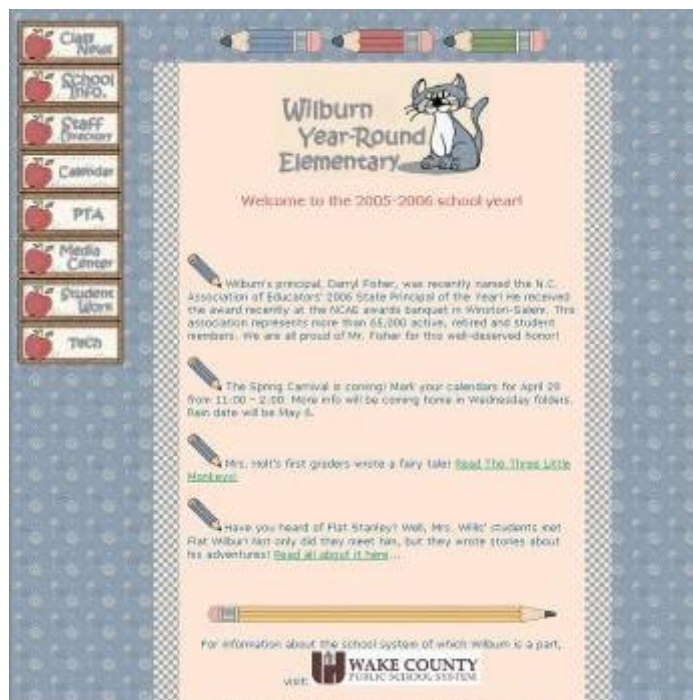 Class
News
School
Info.
Staff
Directory
Calendar
PTA
Media
Center
Student
Work
Tech
Wilburn
Year-Round
Elementary
Welcome to the 2005-2006 school year!
Wilburn's principal, Darryl Fisher, was recently named the N.C.
Association of Educators' 2006 State Principal of the Year! He received
the award recently at the NCAE awards banquet in Winston-Salem. This
association represents more than 65,000 active, retired and student
members. We are all proud of Mr. Fisher for this well-deserved honor!
The Spring Carnival is coming! Mark your calendars for April
from 11:00 - 2:00. More info will be coming home in Wednesday folders.
Rain date will be May 6.
Mrs. Holt's first graders wrote a fairy tale! Read The Three Little
Monkeys!
Have you heard of Flat Stanley? Well, Mrs. Wills' students met
Flat Wilbur! Not only did they meet him, but they wrote stories about
his adventures! Read all about it here...
For information about the school system of which Wilburn is a part,
visit: WAKE COUNTY
PUBLIC SCHOOL SYSTEM